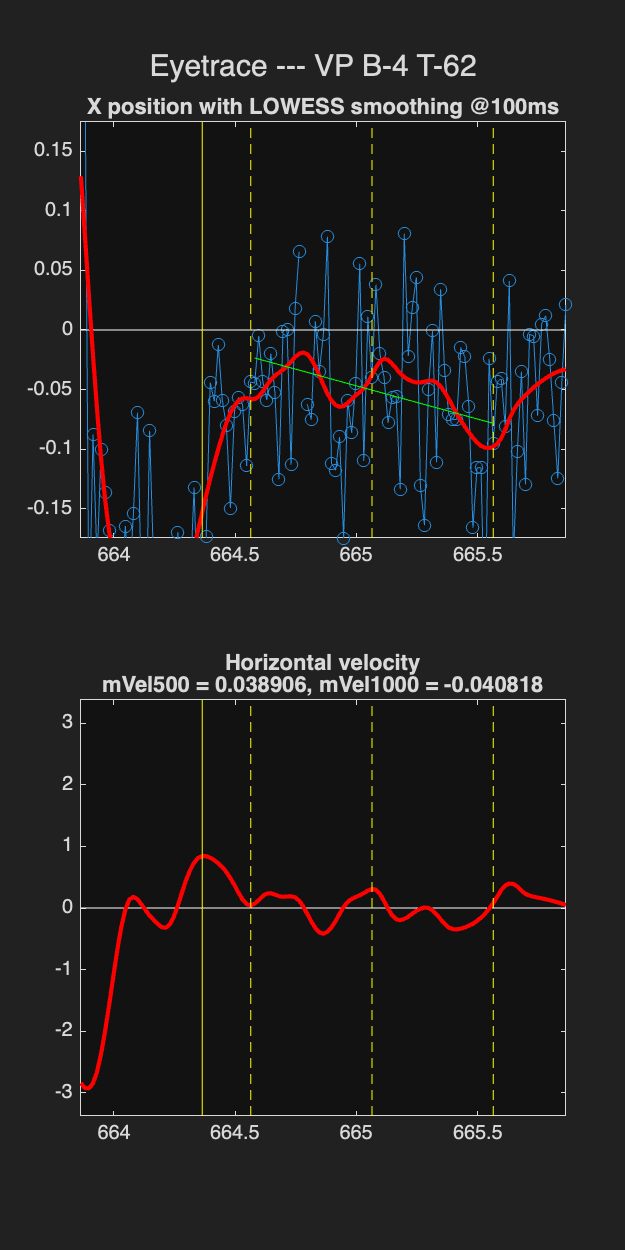 Eyetrace --- VP B-4 T-62
X position with LOWESS smoothing @100ms
0.15
0.1
0.05
0
-0.05
-0.1
-0.15
664 664.5 665 665.5
Horizontal velocity
mVel500 = 0.038906, mVel1000 = -0.040818
3
2
1
0
-1
-2
-3
664 664.5 665 665.5